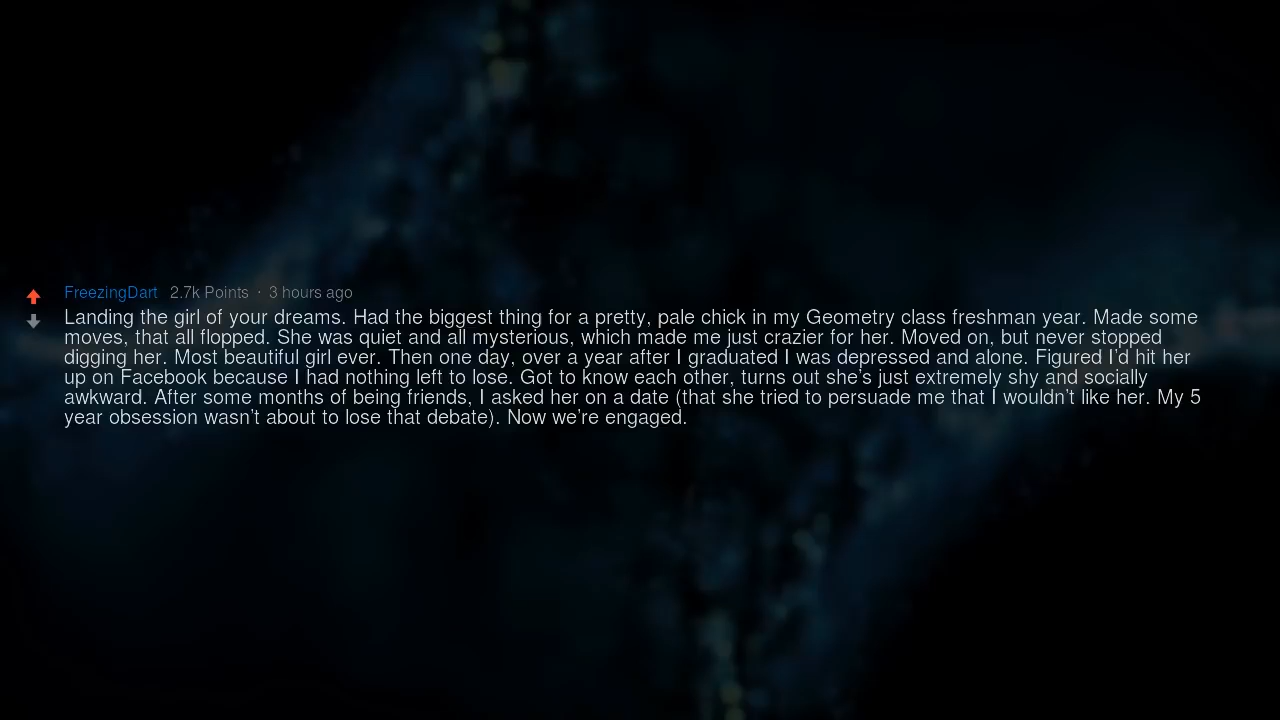 FreezingDart 2.7k Points · 3 hours ago
Landing the girl of your dreams. Had the biggest thing for a pretty, pale chick in my Geometry class freshman year. Made some
moves, that all flopped. She was quiet and all mysterious, which made me just crazier for her. Moved on, but never stopped
digging her. Most beautiful girl ever. Then one day, over a year after I graduated I was depressed and alone. Figured I'd hit her
up on Facebook because I had nothing left to lose. Got to know each other, turns out she's just extremely shy and socially
awkward. After some months of being friends, I asked her on a date (that she tried to persuade me that I wouldn't like her. My 5
year obsession wasn't about to lose that debate). Now we're engaged.